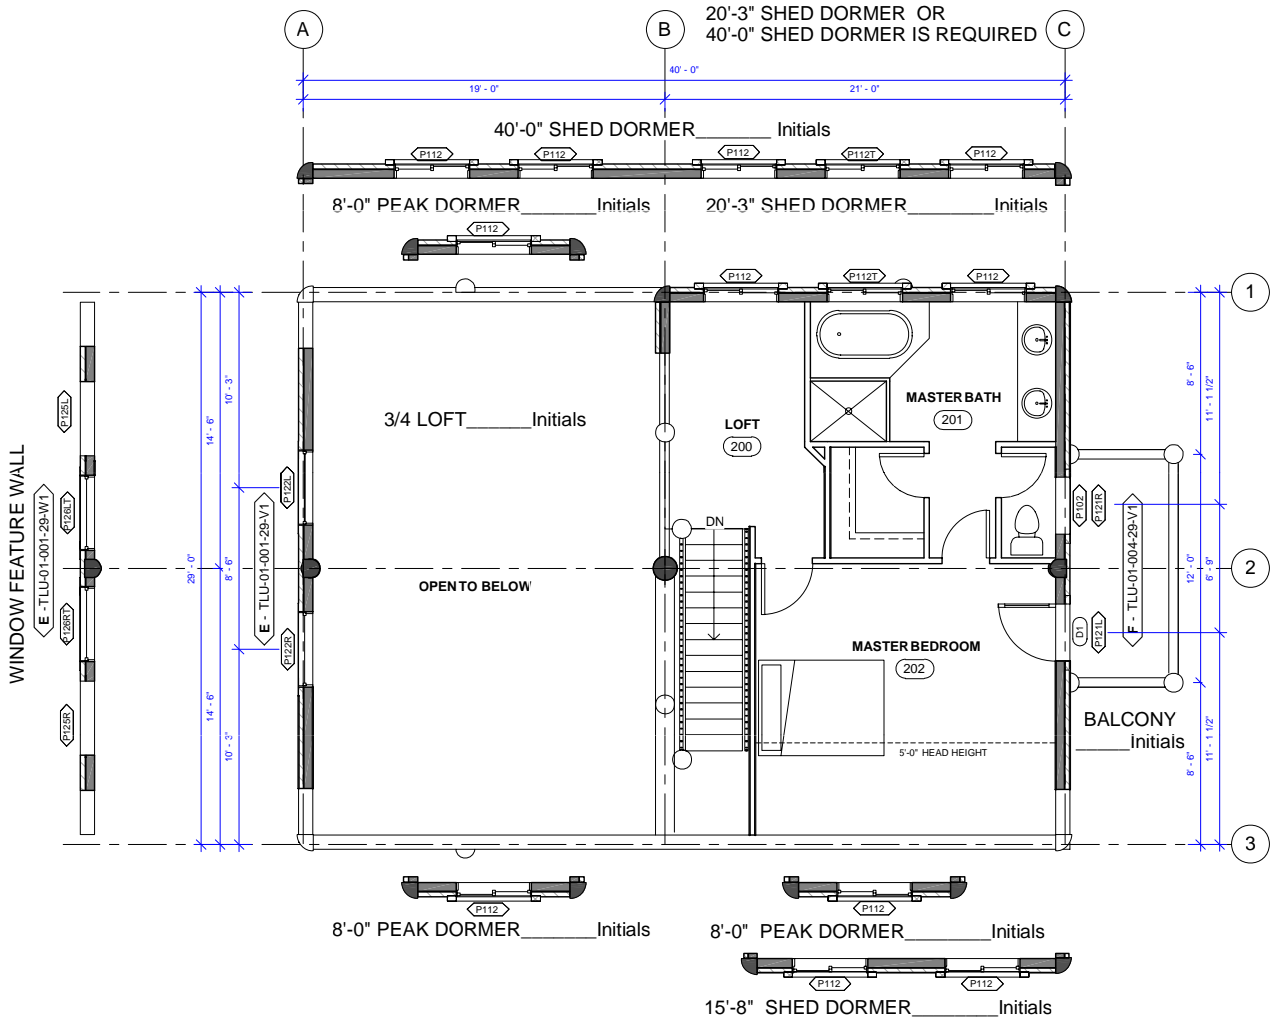 20'-3" SHED DORMER OR
40'-0" SHED DORMER IS REQUIRED
A
B
C
40' - 0"
19' - 0"
21' - 0"
40'-0" SHED DORMER_______ Initials
P112
P112
P112
P112T
P112
8'-0" PEAK DORMER_______Initials
20'-3" SHED DORMER________Initials
P112
P112
P112T
P112
1
2
3
WINDOW FEATURE WALL
E - TLU-01-001-29-W1
P125L
P126LT
P126RT
P125R
29' - 0"
14' - 6"
14' - 6"
10' - 3"
8' - 6"
10' - 3"
E - TLU-01-001-29-V1
P122L
P122R
3/4 LOFT______Initials
OPEN TO BELOW
LOFT
200
MASTER BATH
201
DN
MASTER BEDROOM
202
5'-0" HEAD HEIGHT
P102
P121R
D1
P121L
F - TLU-01-004-29-V1
8' - 6"
11' - 1 1/2"
12' - 0"
6' - 9"
8' - 6"
11' - 1 1/2"
BALCONY
_____Initials
P112
8'-0" PEAK DORMER_______Initials
P112
8'-0" PEAK DORMER________Initials
P112
P112
15'-8" SHED DORMER________Initials